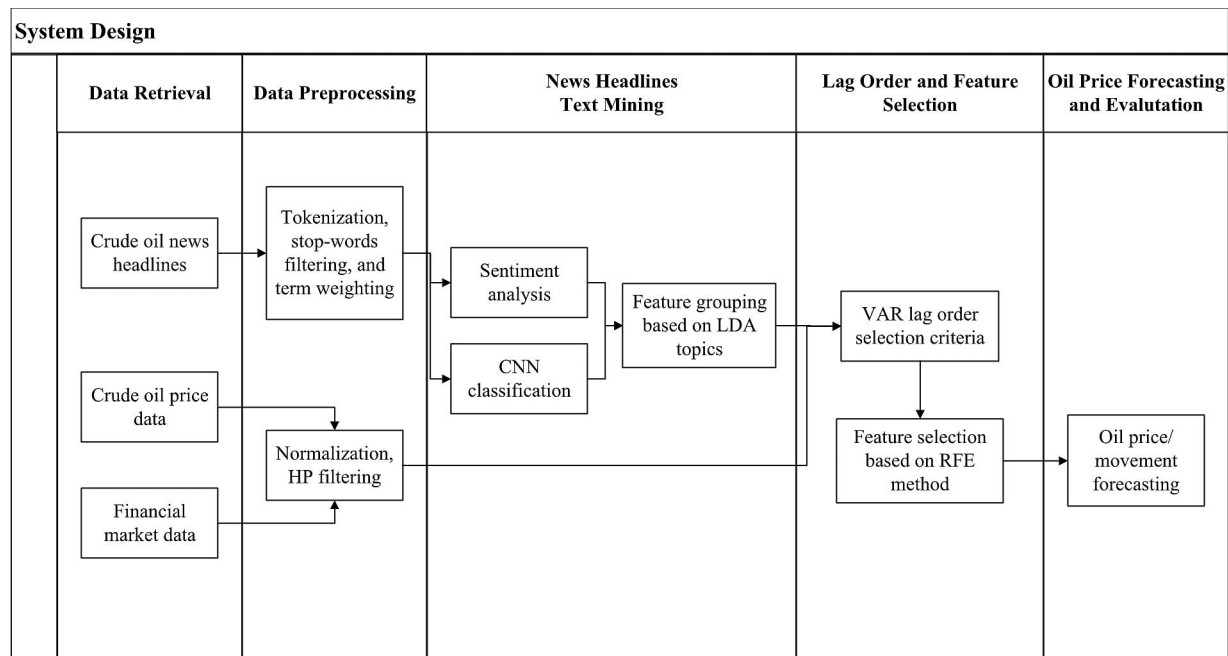 System Design
Data Retrieval
Data Preprocessing
News Headlines
Text Mining
Lag Order and Feature
Selection
Oil Price Forecasting
and Evalutation
Crude oil news
headlines
Tokenization,
stop-words
filtering, and
term weighting
Sentiment
analysis
CNN
classification
Feature grouping
based on LDA
topics
VAR lag order
selection criteria
Crude oil price
data
Financial
market data
Normalization,
HP filtering
Feature selection
based on RFE
method
Oil price/
movement
forecasting